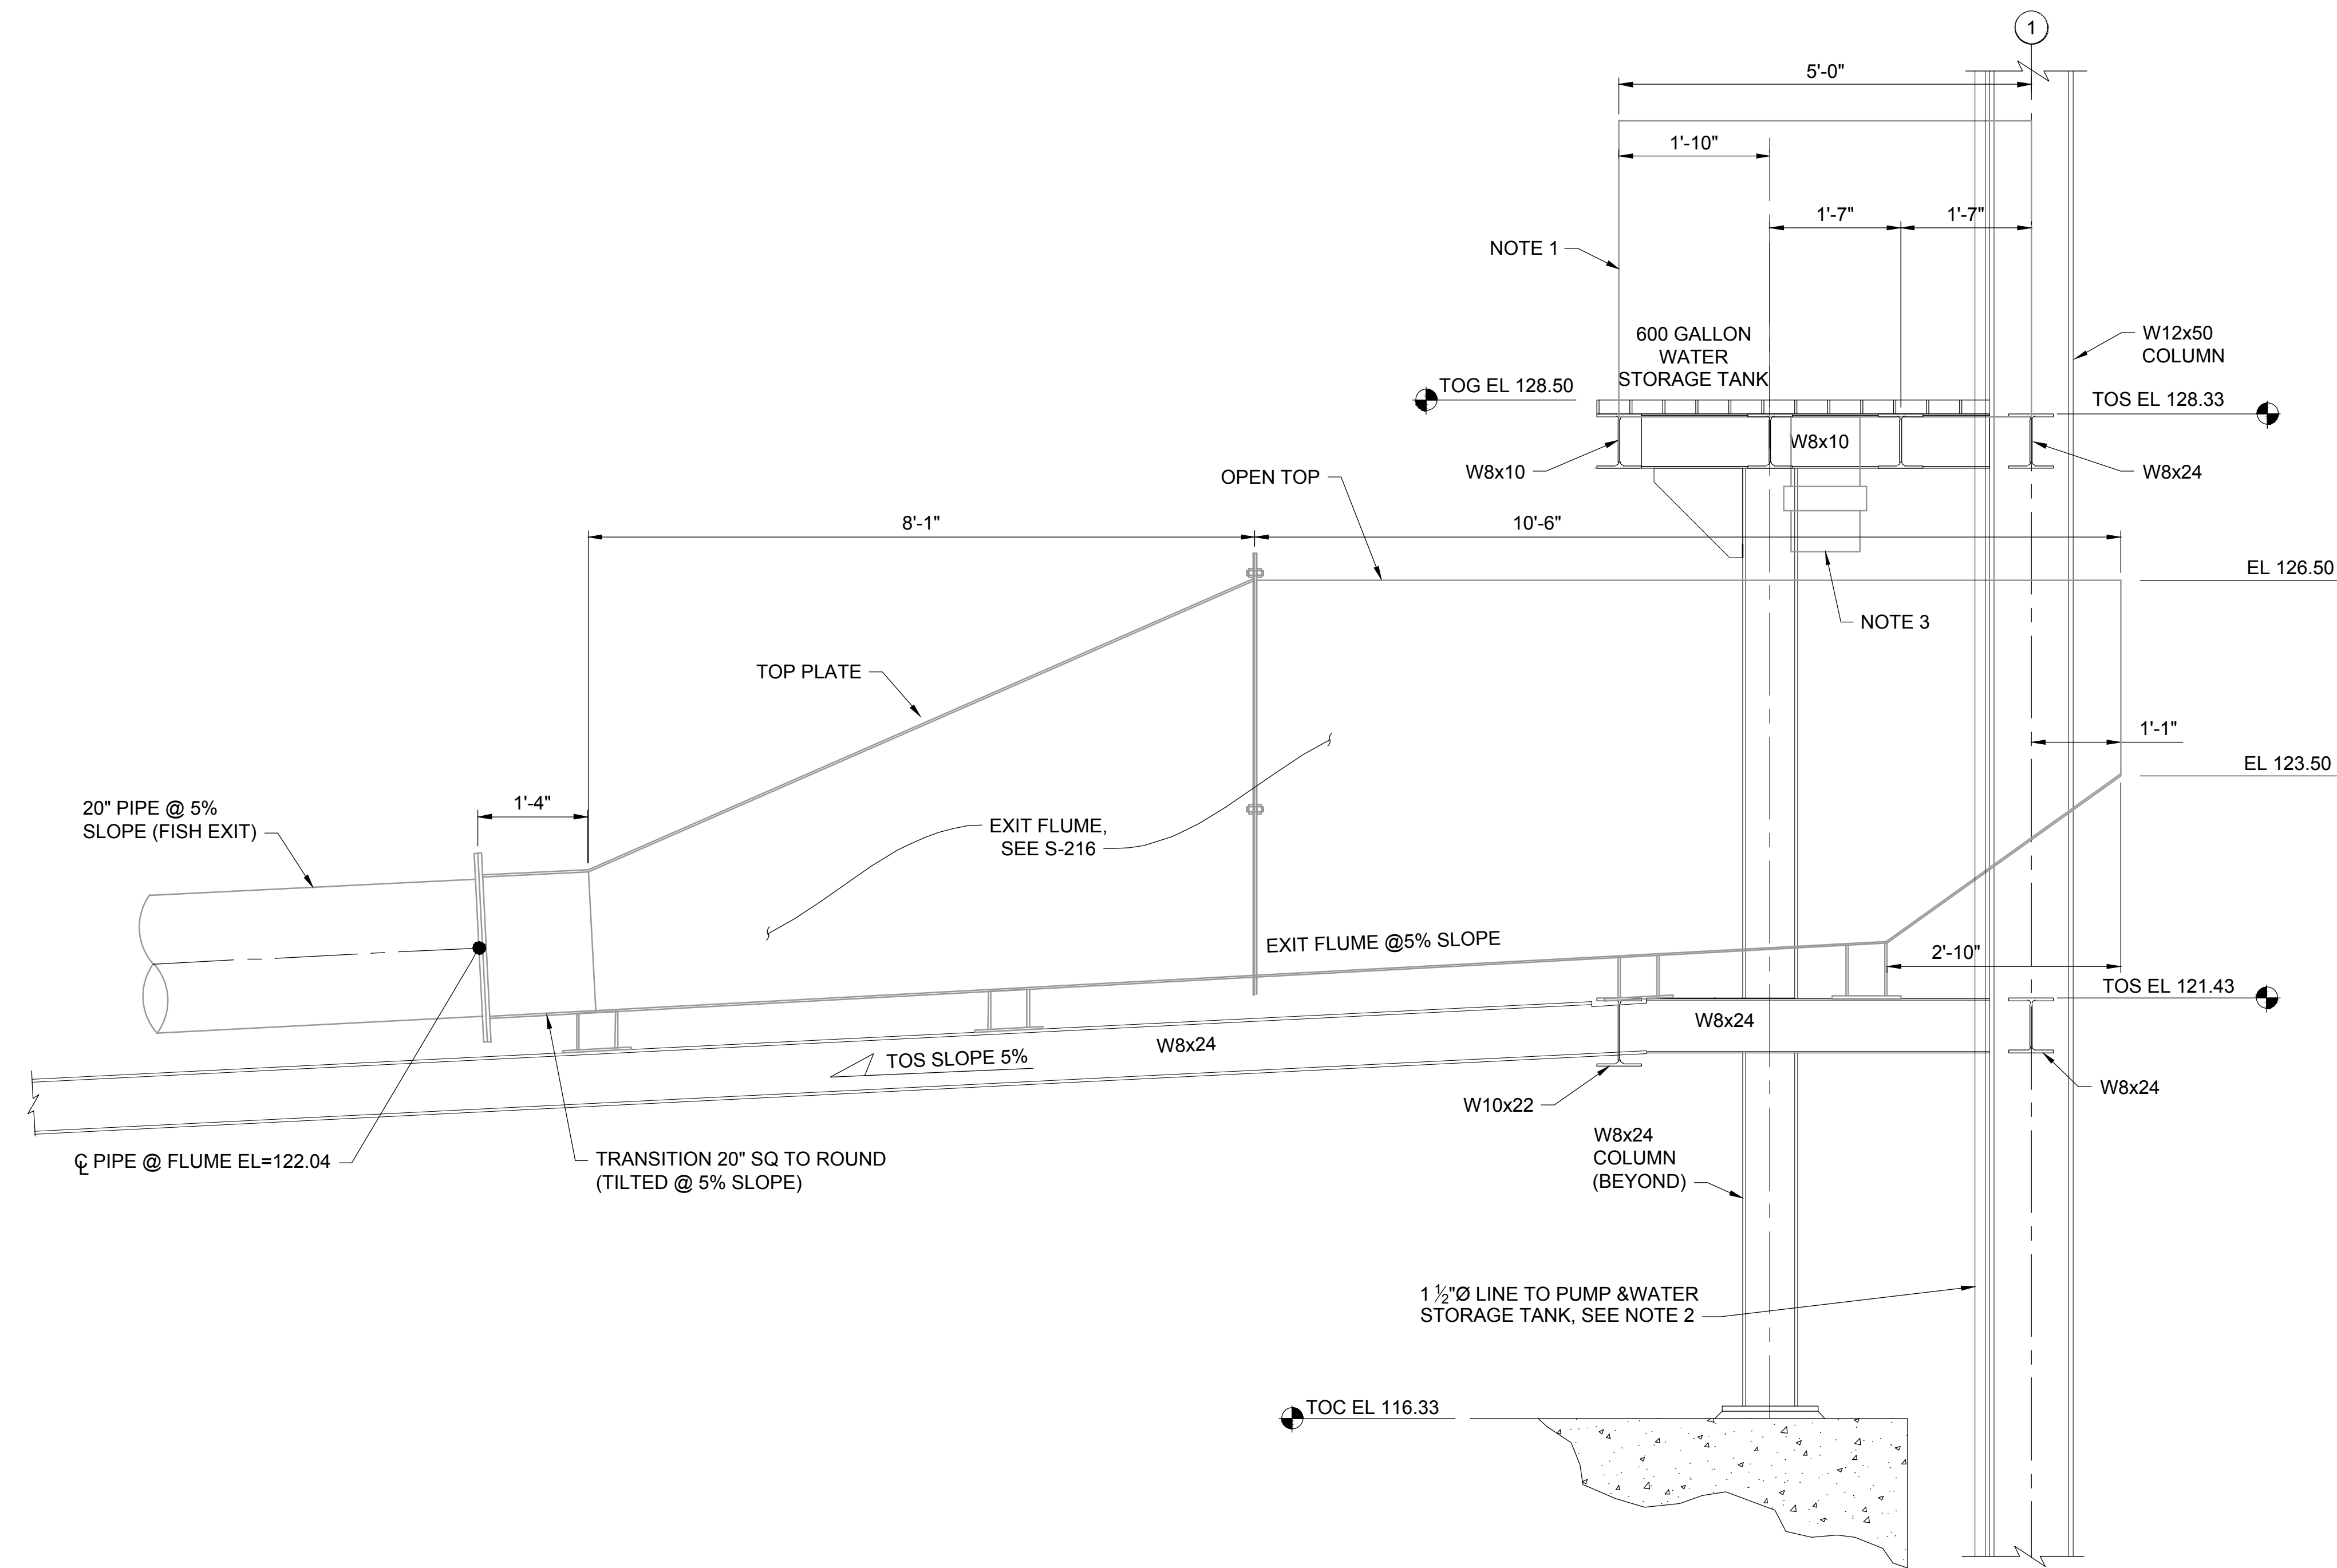 1
5'-0"
1'-10"
1'-7"
1'-7"
NOTE 1
600 GALLON
WATER
STORAGE TANK
W12x50
COLUMN
TOG EL 128.50
TOS EL 128.33
W8x10
W8x10
W8x24
OPEN TOP
8'-1"
10'-6"
EL 126.50
NOTE 3
TOP PLATE
1'-1"
EL 123.50
20" PIPE @ 5%
SLOPE (FISH EXIT)
1'-4"
EXIT FLUME,
SEE S-216
EXIT FLUME @5% SLOPE
2'-10"
TOS EL 121.43
W8x24
W8x24
TOS SLOPE 5%
W8x24
W10x22
℄ PIPE @ FLUME EL=122.04
TRANSITION 20" SQ TO ROUND
(TILTED @ 5% SLOPE)
W8x24
COLUMN
(BEYOND)
1 ½"Ø LINE TO PUMP &WATER
STORAGE TANK, SEE NOTE 2
TOC EL 116.33